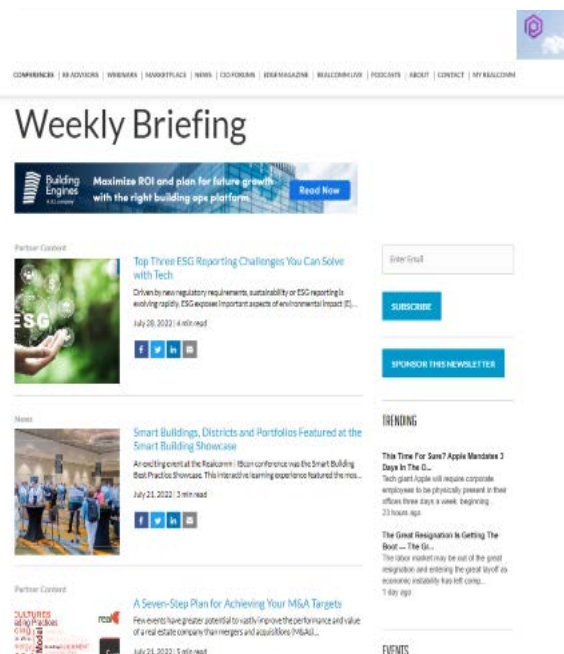 CONFERENCES | RE ADVISORS | WEBINARS | MARKETPLACE | NEWS | CIO FORUMS | EDGE MAGAZINE | REALCOMM LIVE | PODCASTS | ABOUT | CONTACT | MY REALCOMM
Weekly Briefing
Building
Engines
Maximize ROI and plan for future growth
with the right building ops platform
Read Now
Partner Content
ESG
Top Three ESG Reporting Challenges You Can Solve
with Tech
Driven by new regulatory requirements, sustainability or ESG reporting is
evolving rapidly. ESG exposes important aspects of environmental impact (E),...
July 28, 2022 | 4 min read
Enter Email
SUBSCRIBE
SPONSOR THIS NEWSLETTER
News
Smart Buildings, Districts and Portfolios Featured at the
Smart Building Showcase
An exciting event at the Realcomm | IBcon conference was the Smart Building
Best Practice Showcase. This interactive learning experience featured the mos...
July 21, 2022 | 3 min read
TRENDING
This Time For Sure? Apple Mandates 3
Days In The O...
Tech giant Apple will require corporate
employees to be physically present in their
offices three days a week, beginning
23 hours ago
The Great Resignation Is Getting The
Boot — The Gr...
The labor market may be out of the great
resignation and entering the great layoff as
economic instability has left comp...
1 day ago
Partner Content
CULTURES
Model
real
A Seven-Step Plan for Achieving Your M&A Targets
Few events have greater potential to vastly improve the performance and value
of a real estate company than mergers and acquisitions (M&As)...
July 21, 2022 | 5 min read
EVENTS